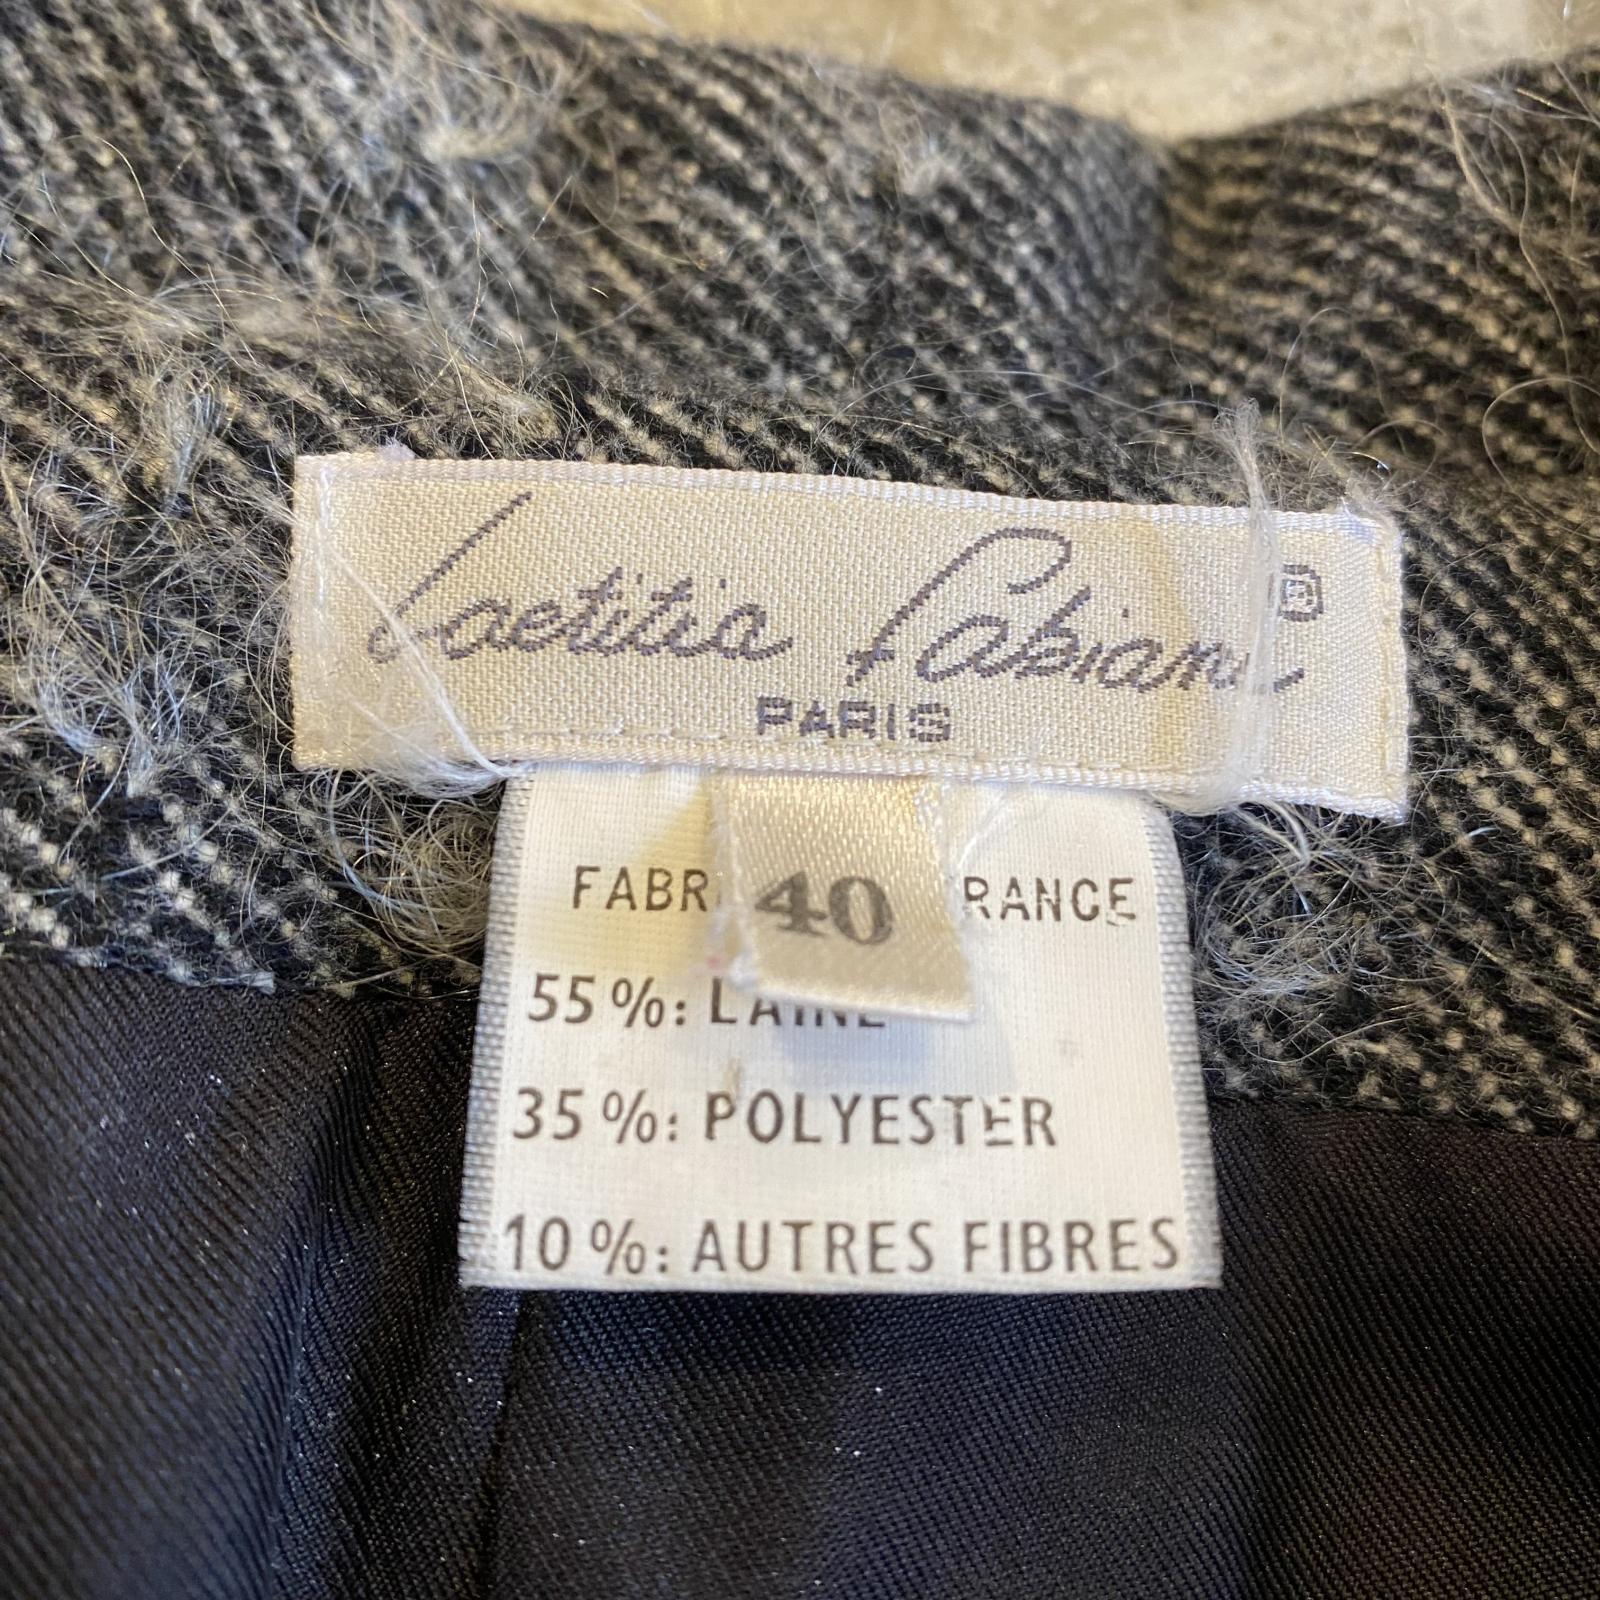 Laetitia Fabiani ®
PARIS
40
FABR RANCE
55%: LAINE
35%: POLYESTER
10%: AUTRES FIBRES